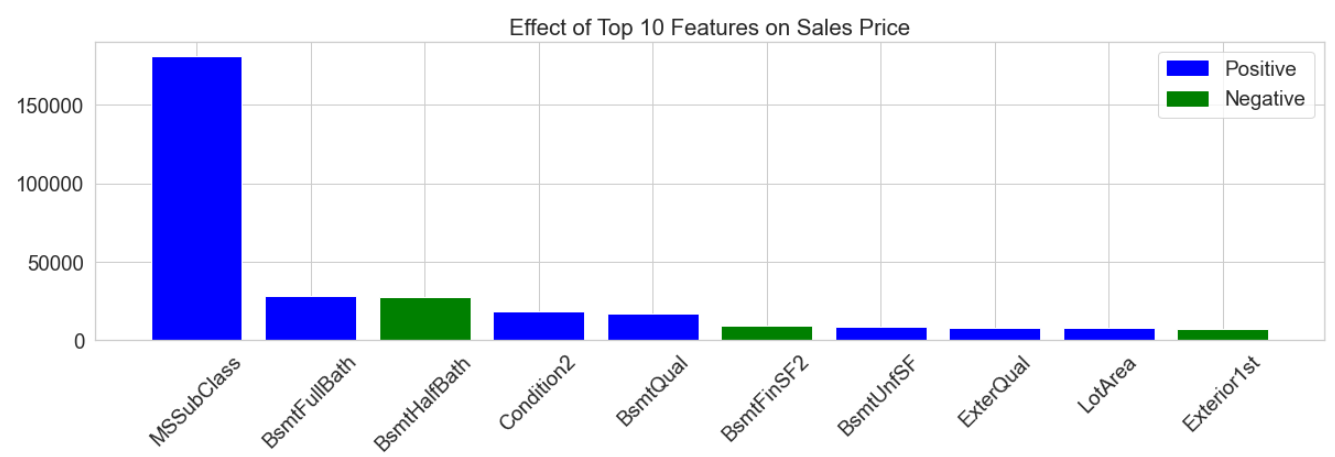 Effect of Top 10 Features on Sales Price
Positive
Negative
150000
100000
50000
0
MSSubClass
BsmtFullBath
BsmtHalfBath
Condition2
BsmtQual
BsmtFinSF2
BsmtUnfSF
ExterQual
LotArea
Exterior1st